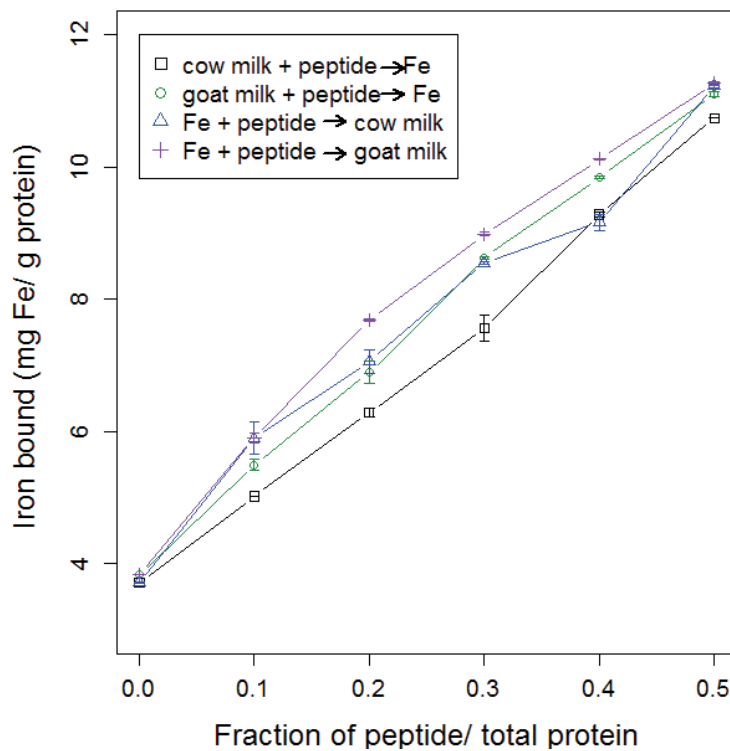 12
10
8
6
4
Iron bound (mg Fe/ g protein)
cow milk + peptide→Fe
goat milk + peptide→ Fe
Fe + peptide → cow milk
Fe + peptide → goat milk
0.0 0.1 0.2 0.3 0.4 0.5
Fraction of peptide/ total protein